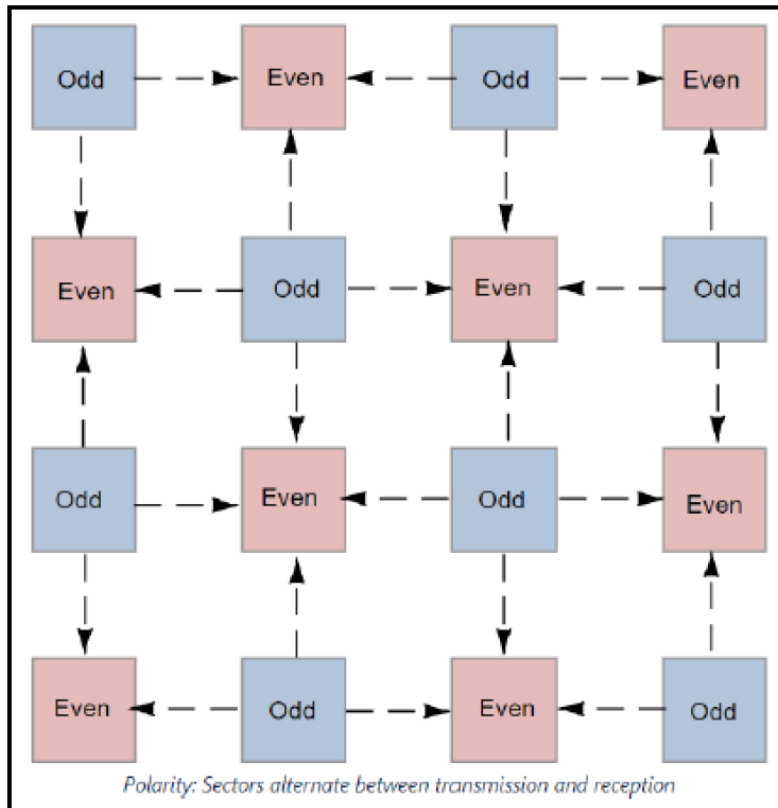 Odd Even Odd Even
Even Odd Even Odd
Odd Even Odd Even
Even Odd Even Odd
Polarity: Sectors alternate between transmission and reception